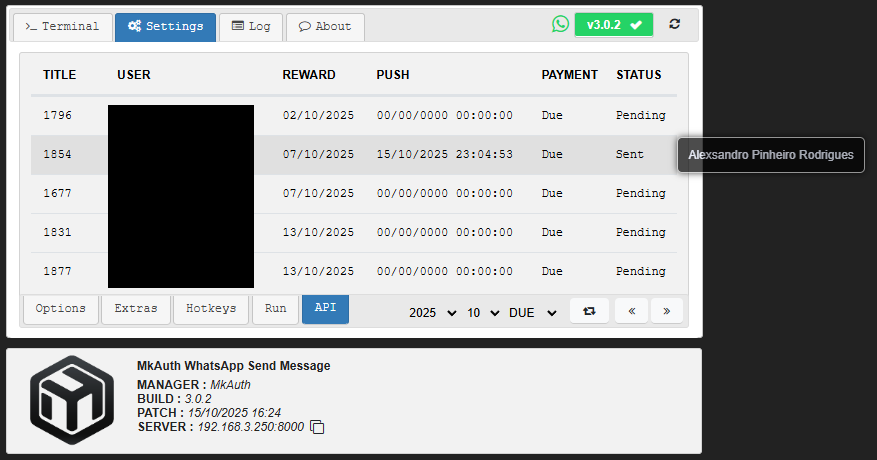 >_ Terminal Settings Log About v3.0.2
TITLE USER REWARD PUSH PAYMENT STATUS
1796 02/10/2025 00/00/0000 00:00:00 Due Pending
1854 07/10/2025 15/10/2025 23:04:53 Due Sent
Alexsandro Pinheiro Rodrigues
1677 07/10/2025 00/00/0000 00:00:00 Due Pending
1831 13/10/2025 00/00/0000 00:00:00 Due Pending
1877 13/10/2025 00/00/0000 00:00:00 Due Pending
Options Extras Hotkeys Run API 2025 10 DUE « »
MkAuth WhatsApp Send Message
MANAGER : MkAuth
BUILD : 3.0.2
PATCH : 15/10/2025 16:24
SERVER : 192.168.3.250:8000